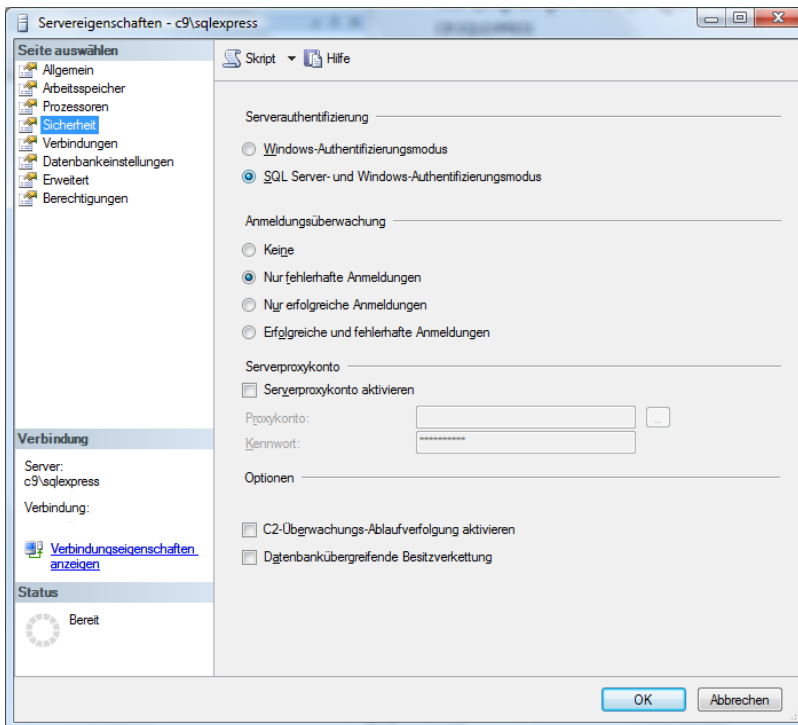 Servereigenschaften - c9\sqlexpress
Seite auswählen
Allgemein
Arbeitsspeicher
Prozessoren
Sicherheit
Verbindungen
Datenbankeinstellungen
Erweitert
Berechtigungen
Skript
Hilfe
Serverauthentifizierung
Windows-Authentifizierungsmodus
SQL Server- und Windows-Authentifizierungsmodus
Anmeldungsüberwachung
Keine
Nur fehlerhafte Anmeldungen
Nur erfolgreiche Anmeldungen
Erfolgreiche und fehlerhafte Anmeldungen
Serverproxykonto
Serverproxykonto aktivieren
Proxykonto:
..
Kennwort:
**********
Optionen
C2-Überwachungs-Ablaufverfolgung aktivieren
Datenbankübergreifende Besitzverkettung
Verbindung
Server:
c9\sqlexpress
Verbindung:
Verbindungseigenschaften
anzeigen
Status
Bereit
OK
Abbrechen